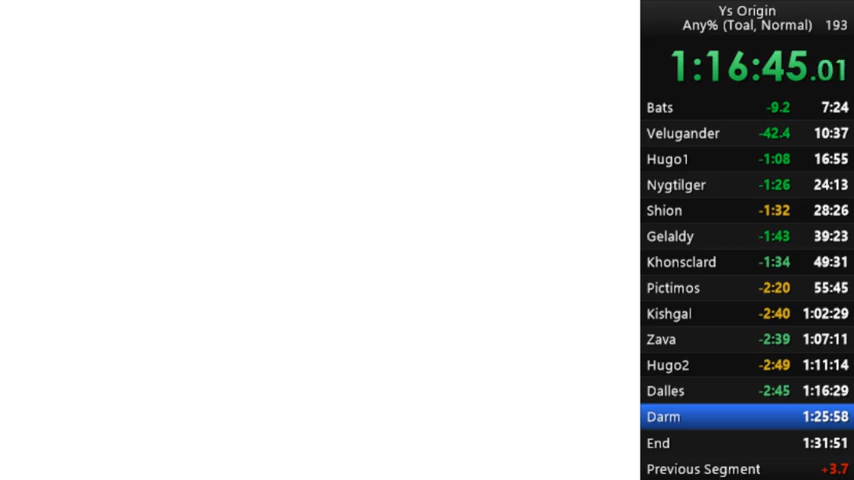 Ys Origin
Any% (Toal, Normal) 193
1:16:45.01
Bats -9.2 7:24
Velugander -42.4 10:37
Hugo1 -1:08 16:55
Nygtilger -1:26 24:13
Shion -1:32 28:26
Gelaldy -1:43 39:23
Khonsclard -1:34 49:31
Pictimos -2:20 55:45
Kishgal -2:40 1:02:29
Zava -2:39 1:07:11
Hugo2 -2:49 1:11:14
Dalles -2:45 1:16:29
Darm 1:25:58
End 1:31:51
Previous Segment +3.7